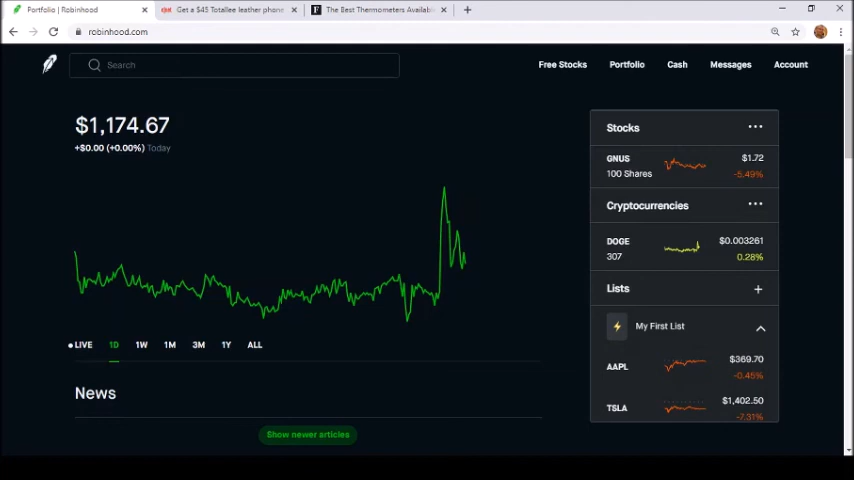 Portfolio | Robinhood
Get a $45 Totallee leather phone
The Best Thermometers Availabl
robinhood.com
Search
Free Stocks
Portfolio
Cash
Messages
Account
$1,174.67
+$0.00 (+0.00%) Today
Stocks
GNUS
$1.72
100 Shares
-5.49%
Cryptocurrencies
DOGE
$0.003261
307
0.28%
Lists
My First List
AAPL
$369.70
-0.45%
TSLA
$1,402.50
-7.31%
LIVE
1D
1W
1M
3M
1Y
ALL
News
Show newer articles